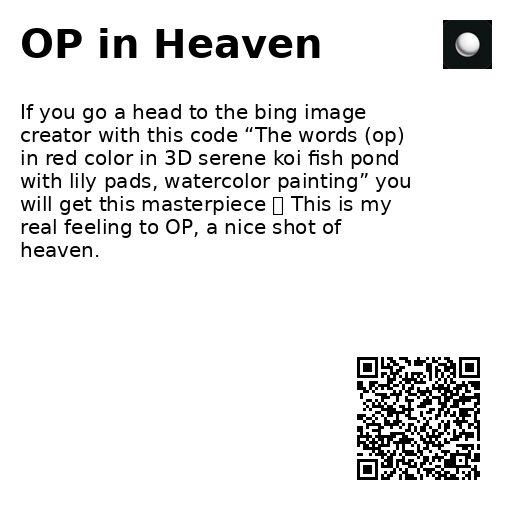 OP in Heaven
If you go a head to the bing image
creator with this code “The words (op)
in red color in 3D serene koi fish pond
with lily pads, watercolor painting” you
will get this masterpiece ▯ This is my
real feeling to OP, a nice shot of
heaven.